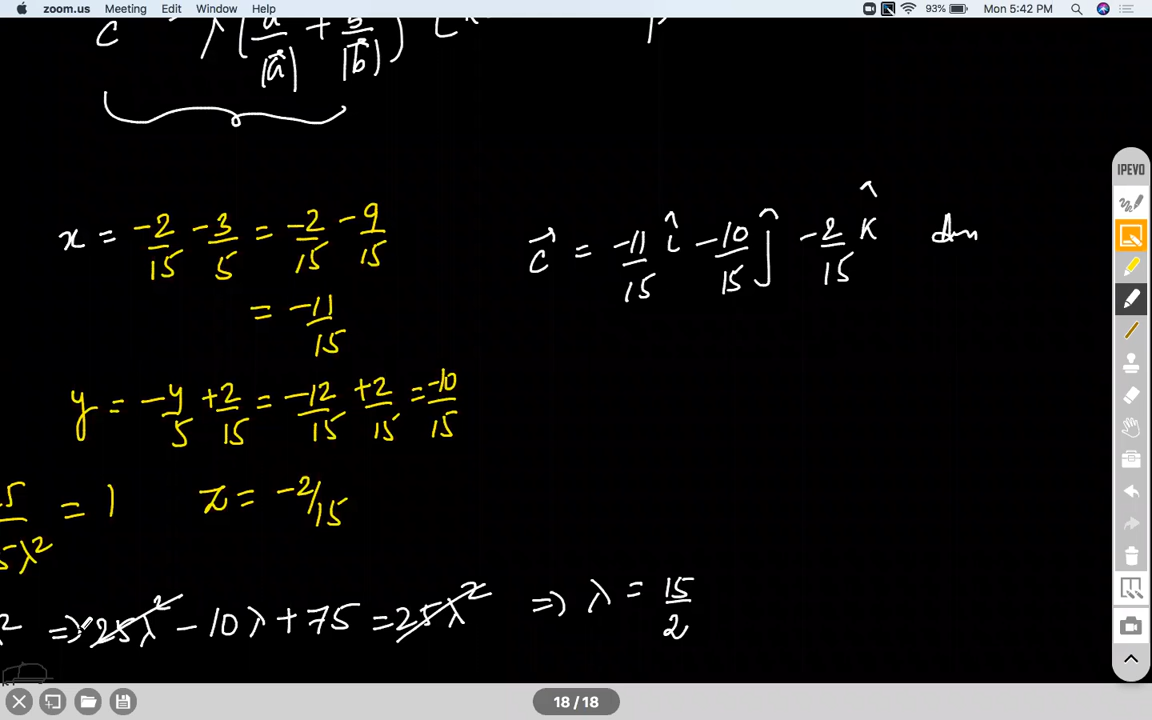 zoom.us Meeting Edit Window Help 93% Mon 5:42 PM
c λ(a/|a⃗| + b/|b⃗|)
IPEVO
x = -2/15 - 3/5 = -2/15 - 9/15
c⃗ = -11/15 î - 10/15 ĵ - 2/15 k̂ Ans
= -11/15
y = -4/5 + 2/15 = -12/15 + 2/15 = -10/15
= 1 z = -2/15
5λ²
⇒ 25λ² - 10λ + 75 = 25λ² ⇒ λ = 15/2
18 / 18